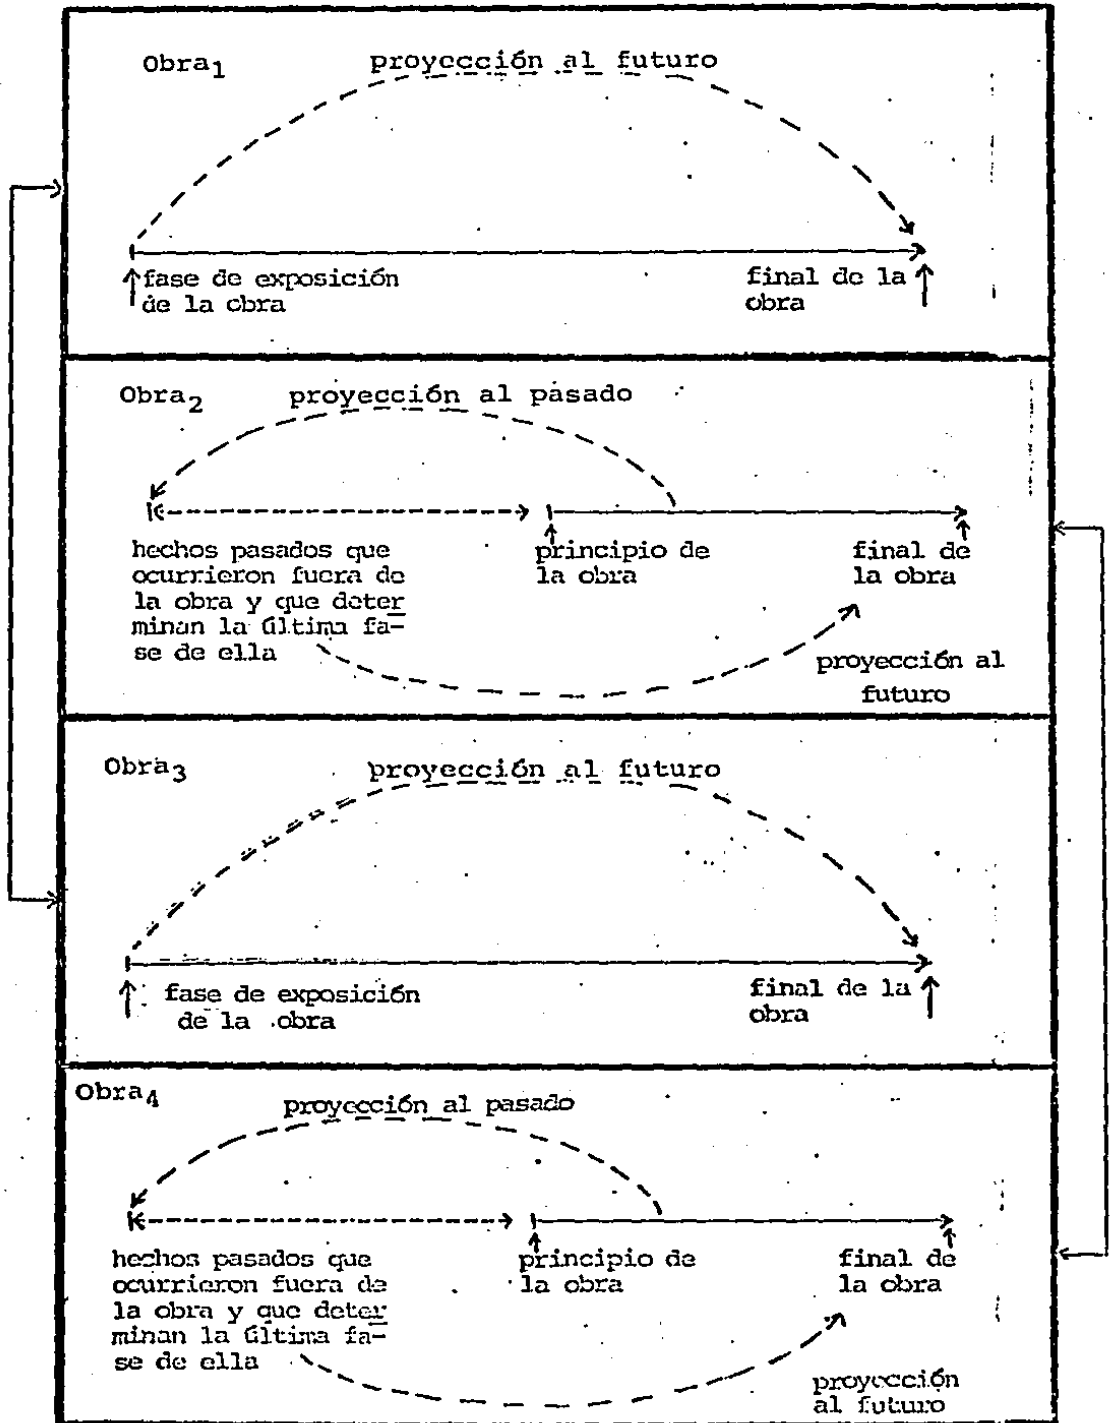 Obra1
proyección al futuro
fase de exposición
de la obra
final de la
obra
Obra2
proyección al pasado
hechos pasados que
ocurrieron fuera de
la obra y que deter
minan la última fa-
se de ella
principio de
la obra
final de
la obra
proyección al
futuro
Obra3
proyección al futuro
fase de exposición
de la obra
final de la
obra
Obra4
proyección al pasado
hechos pasados que
ocurrieron fuera de
la obra y que deter
minan la última fa-
se de ella
principio de
la obra
final de
la obra
proyección
al futuro